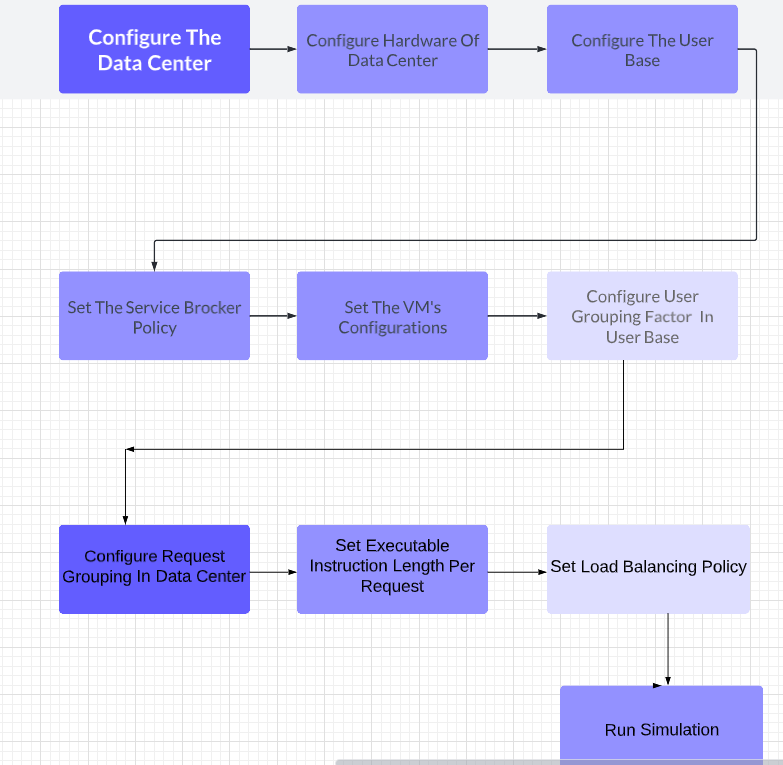 Configure The
Data Center
Configure Hardware Of
Data Center
Configure The User
Base
Set The Service Brocker
Policy
Set The VM's
Configurations
Configure User
Grouping Factor In
User Base
Configure Request
Grouping In Data Center
Set Executable
Instruction Length Per
Request
Set Load Balancing Policy
Run Simulation